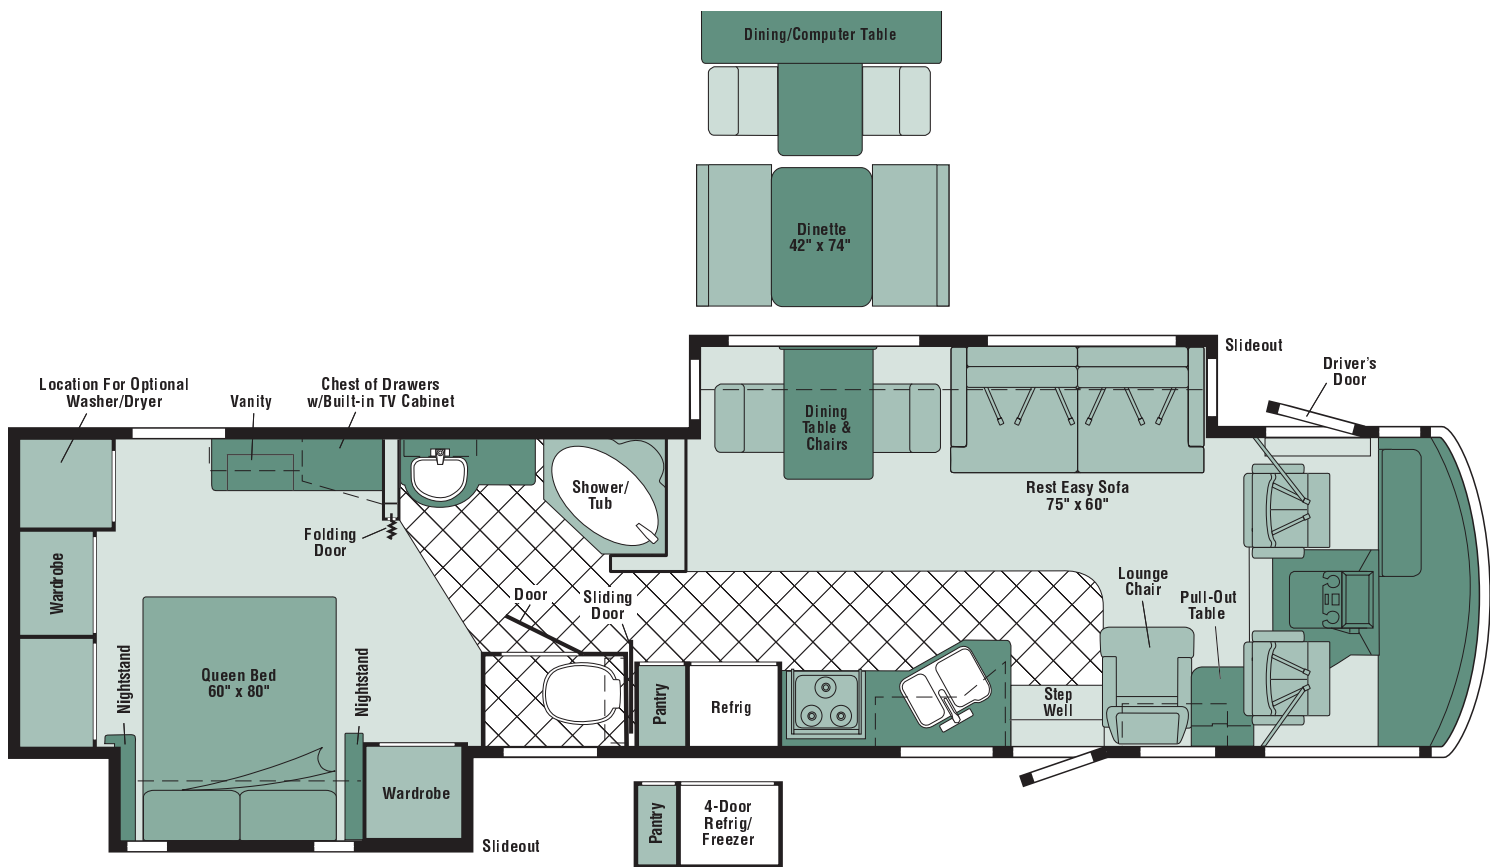 Dining/Computer Table
Dinette
42" x 74"
Slideout
Driver's
Door
Location For Optional
Washer/Dryer
Vanity
Chest of Drawers
w/Built-in TV Cabinet
Dining
Table &
Chairs
Rest Easy Sofa
75" x 60"
Shower/
Tub
Folding
Door
Wardrobe
Door
Sliding
Door
Lounge
Chair
Pull-Out
Table
Nightstand
Queen Bed
60" x 80"
Nightstand
Pantry
Refrig
Step
Well
Wardrobe
Slideout
Pantry
4-Door
Refrig/
Freezer